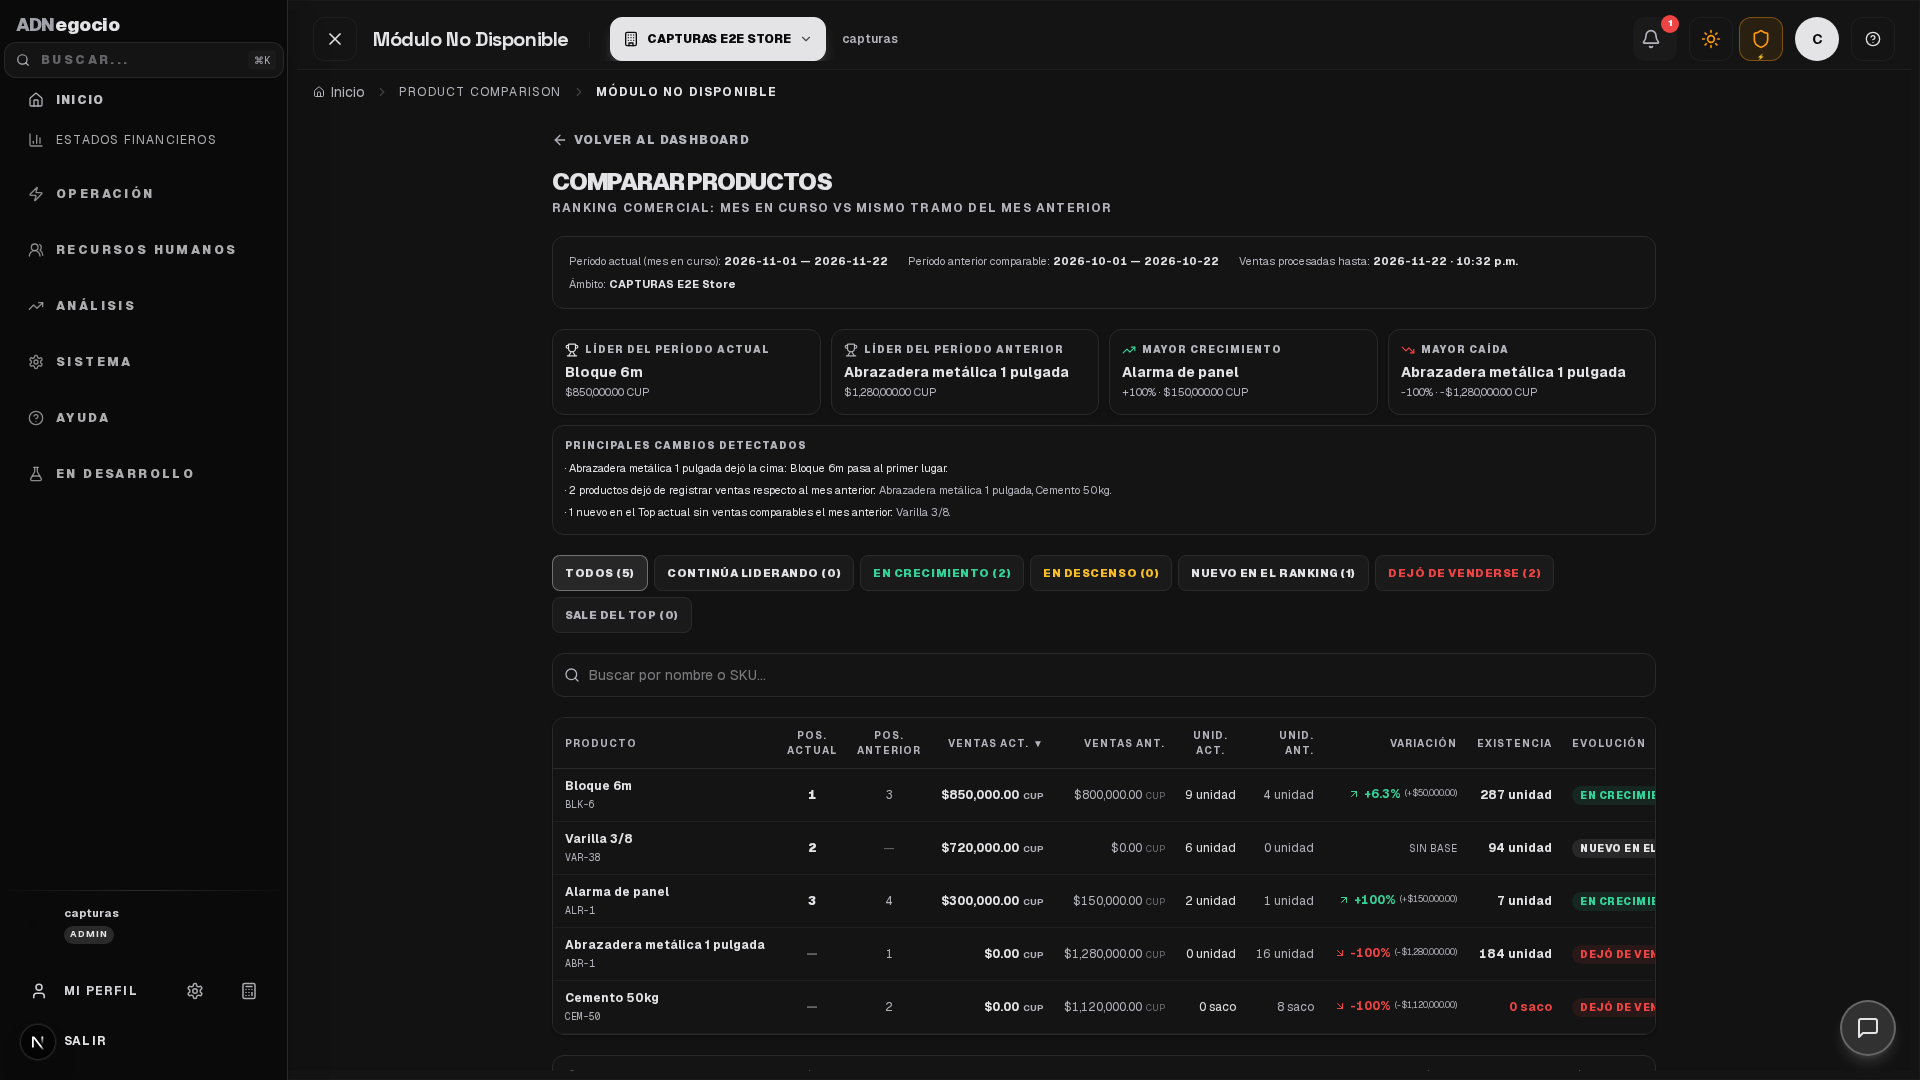 ADNegocio
BUSCAR...
⌘K
INICIO
ESTADOS FINANCIEROS
OPERACIÓN
RECURSOS HUMANOS
ANÁLISIS
SISTEMA
AYUDA
EN DESARROLLO
capturas
ADMIN
MI PERFIL
N
SALIR
Módulo No Disponible
CAPTURAS E2E STORE
capturas
1
C
Inicio
PRODUCT COMPARISON
MÓDULO NO DISPONIBLE
VOLVER AL DASHBOARD
COMPARAR PRODUCTOS
RANKING COMERCIAL: MES EN CURSO VS MISMO TRAMO DEL MES ANTERIOR
Período actual (mes en curso): 2026-11-01 — 2026-11-22 Período anterior comparable: 2026-10-01 — 2026-10-22 Ventas procesadas hasta: 2026-11-22 · 10:32 p.m.
Ámbito: CAPTURAS E2E Store
LÍDER DEL PERÍODO ACTUAL
Bloque 6m
$850,000.00 CUP
LÍDER DEL PERÍODO ANTERIOR
Abrazadera metálica 1 pulgada
$1,280,000.00 CUP
MAYOR CRECIMIENTO
Alarma de panel
+100% · $150,000.00 CUP
MAYOR CAÍDA
Abrazadera metálica 1 pulgada
-100% · -$1,280,000.00 CUP
PRINCIPALES CAMBIOS DETECTADOS
· Abrazadera metálica 1 pulgada dejó la cima: Bloque 6m pasa al primer lugar.
· 2 productos dejó de registrar ventas respecto al mes anterior: Abrazadera metálica 1 pulgada, Cemento 50kg.
· 1 nuevo en el Top actual sin ventas comparables el mes anterior: Varilla 3/8.
TODOS (5) CONTINÚA LIDERANDO (0) EN CRECIMIENTO (2) EN DESCENSO (0) NUEVO EN EL RANKING (1) DEJÓ DE VENDERSE (2)
SALE DEL TOP (0)
Buscar por nombre o SKU...
PRODUCTO POS. ACTUAL POS. ANTERIOR VENTAS ACT. ▼ VENTAS ANT. UNID. ACT. UNID. ANT. VARIACIÓN EXISTENCIA EVOLUCIÓN
Bloque 6m 1 3 $850,000.00 CUP $800,000.00 CUP 9 unidad 4 unidad +6.3% (+$50,000.00) 287 unidad EN CRECIMIE
BLK-6
Varilla 3/8 2 — $720,000.00 CUP $0.00 CUP 6 unidad 0 unidad SIN BASE 94 unidad NUEVO EN EL
VAR-38
Alarma de panel 3 4 $300,000.00 CUP $150,000.00 CUP 2 unidad 1 unidad +100% (+$150,000.00) 7 unidad EN CRECIMIE
ALR-1
Abrazadera metálica 1 pulgada — 1 $0.00 CUP $1,280,000.00 CUP 0 unidad 16 unidad -100% (-$1,280,000.00) 184 unidad DEJÓ DE VEN
ABR-1
Cemento 50kg — 2 $0.00 CUP $1,120,000.00 CUP 0 saco 8 saco -100% (-$1,120,000.00) 0 saco DEJÓ DE VEN
CEM-50